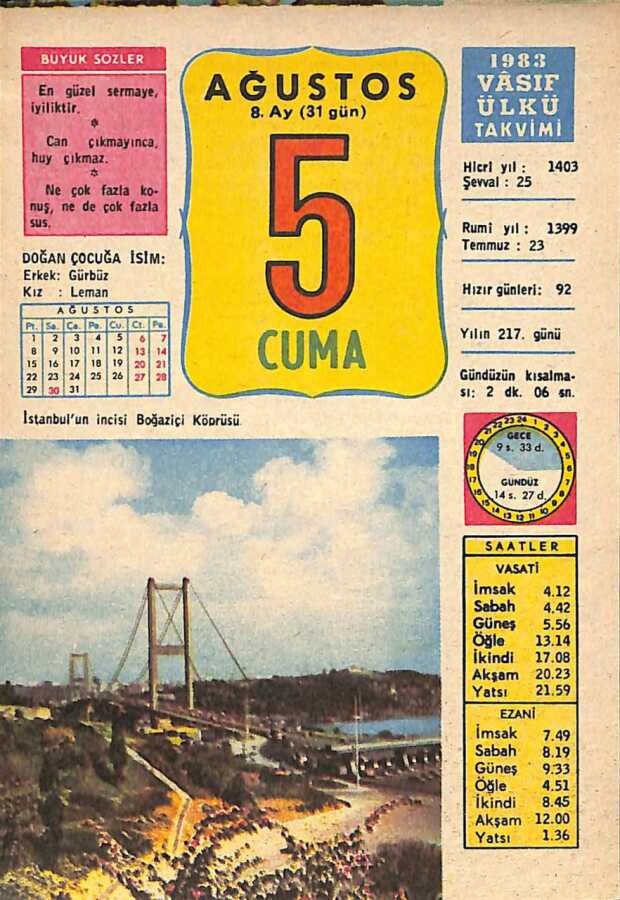 BÜYÜK SÖZLER
En güzel sermaye,
iyiliktir.
*
Can çıkmayınca,
huy çıkmaz.
*
Ne çok fazla ko-
nuş, ne de çok fazla
sus.
DOĞAN ÇOCUĞA İSİM:
Erkek: Gürbüz
Kız : Leman
AĞUSTOS
Pt. Sa. Ça. Pe. Cu. Ct. Pa.
1 2 3 4 5 6 7
8 9 10 11 12 13 14
15 16 17 18 19 20 21
22 23 24 25 26 27 28
29 30 31
AĞUSTOS
8. Ay (31 gün)
5
CUMA
1983
VÂSIF
ÜLKÜ
TAKVİMİ
Hicri yıl : 1403
Şevval : 25
Rumi yıl : 1399
Temmuz : 23
Hızır günleri: 92
Yılın 217. günü
Gündüzün kısalma-
sı: 2 dk. 06 sn.
GECE
9 s. 33 d.
GÜNDÜZ
14 s. 27 d.
İstanbul'un incisi Boğaziçi Köprüsü
SAATLER
VASATİ
İmsak 4.12
Sabah 4.42
Güneş 5.56
Öğle 13.14
İkindi 17.08
Akşam 20.23
Yatsı 21.59
EZANİ
İmsak 7.49
Sabah 8.19
Güneş 9.33
Öğle 4.51
İkindi 8.45
Akşam 12.00
Yatsı 1.36